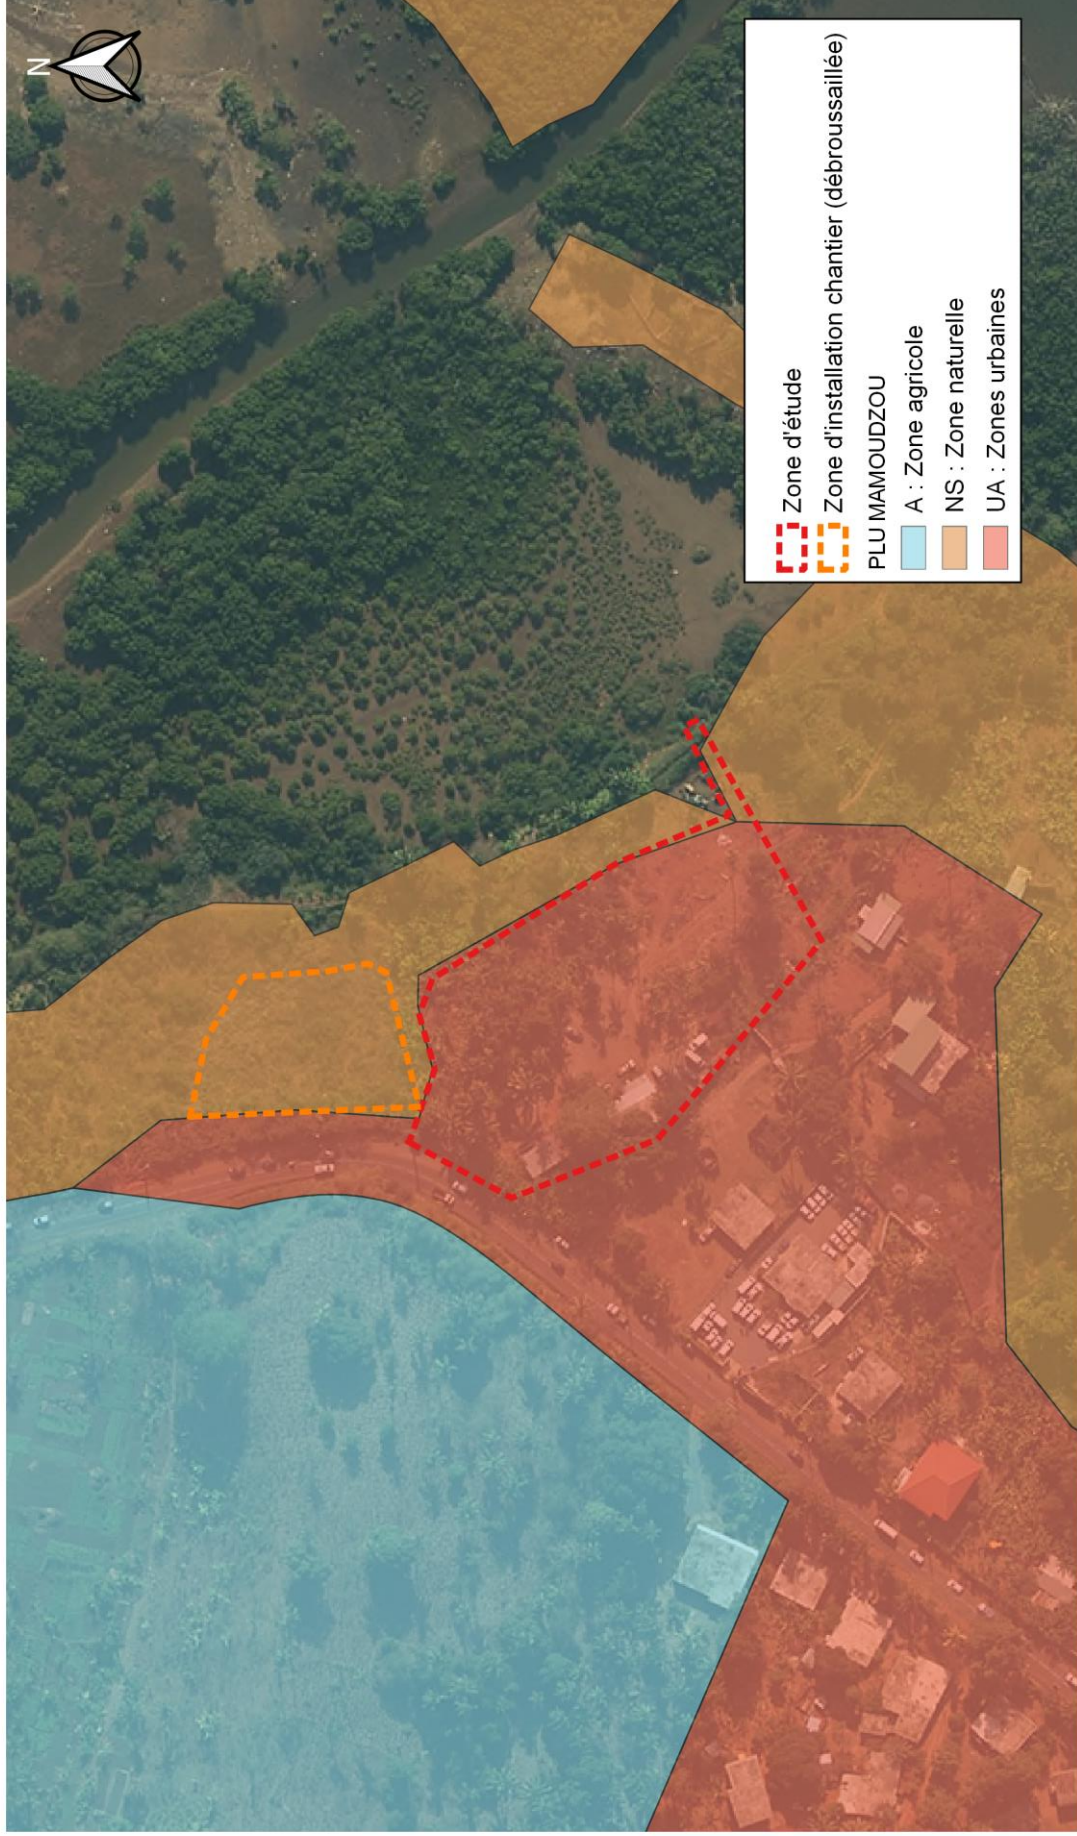 N
Zone d'étude
Zone d'installation chantier (débroussaillée)
PLU MAMOUDZOU
A : Zone agricole
NS : Zone naturelle
UA : Zones urbaines